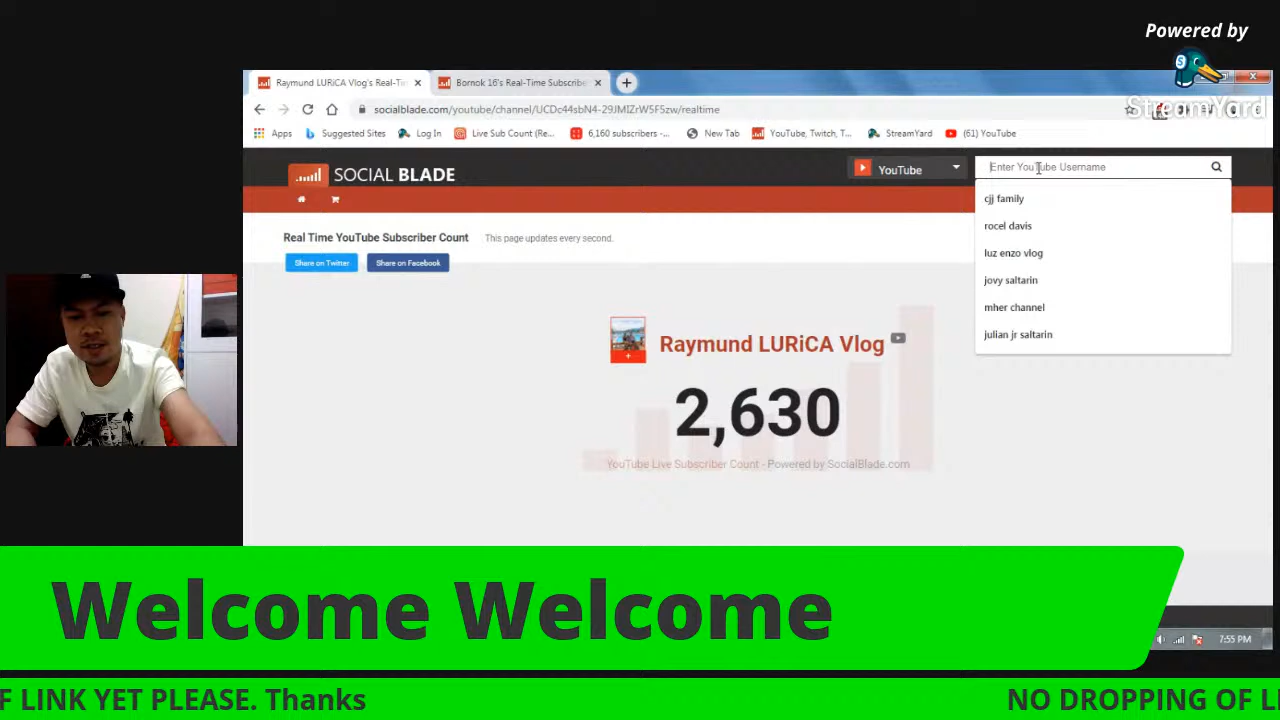 Powered by
StreamYard
Raymund LURiCA Vlog's Real-Tim
Bornok 16's Real-Time Subscribe
socialblade.com/youtube/channel/UCDc44sbN4-29JMIZrW5F5zw/realtime
Apps
Suggested Sites
Log In
Live Sub Count (Re...
6,160 subscribers -...
New Tab
YouTube, Twitch, T...
StreamYard
(61) YouTube
SOCIAL BLADE
YouTube
Enter YouTube Username
cjj family
rocel davis
luz enzo vlog
jovy saltarin
mher channel
julian jr saltarin
Real Time YouTube Subscriber Count
This page updates every second.
Share on Twitter
Share on Facebook
Raymund LURiCA Vlog
2,630
YouTube Live Subscriber Count - Powered by SocialBlade.com
Welcome Welcome
7:55 PM
F LINK YET PLEASE. Thanks
NO DROPPING OF LI